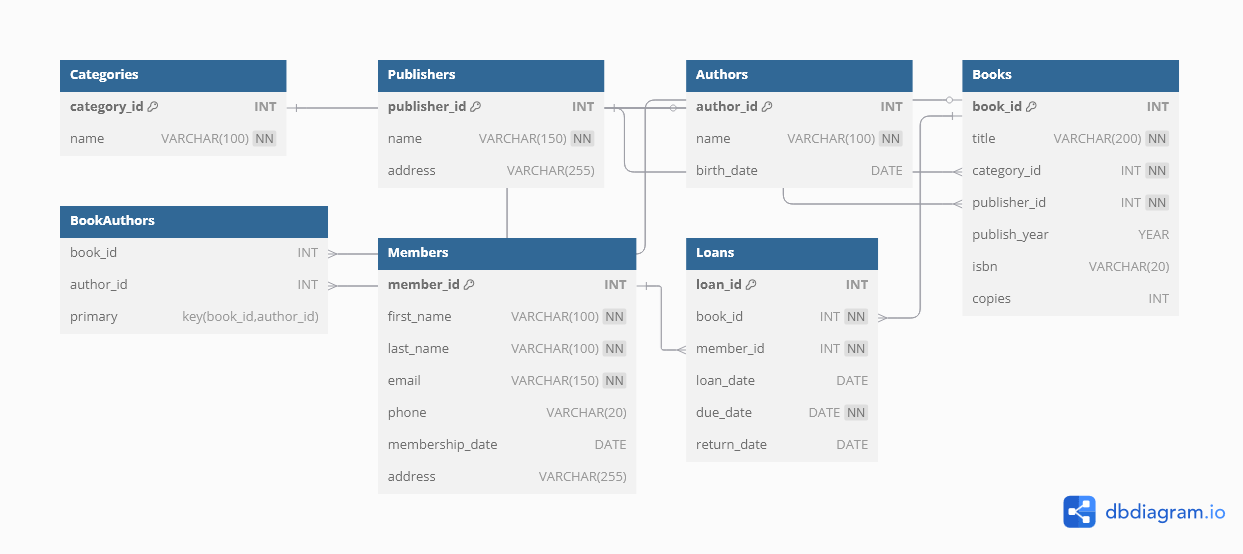 Categories
category_id INT
name VARCHAR(100) NN
Publishers
publisher_id INT
name VARCHAR(150) NN
address VARCHAR(255)
Authors
author_id INT
name VARCHAR(100) NN
birth_date DATE
Books
book_id INT
title VARCHAR(200) NN
category_id INT NN
publisher_id INT NN
publish_year YEAR
isbn VARCHAR(20)
copies INT
BookAuthors
book_id INT
author_id INT
primary key(book_id,author_id)
Members
member_id INT
first_name VARCHAR(100) NN
last_name VARCHAR(100) NN
email VARCHAR(150) NN
phone VARCHAR(20)
membership_date DATE
address VARCHAR(255)
Loans
loan_id INT
book_id INT NN
member_id INT NN
loan_date DATE
due_date DATE NN
return_date DATE
dbdiagram.io